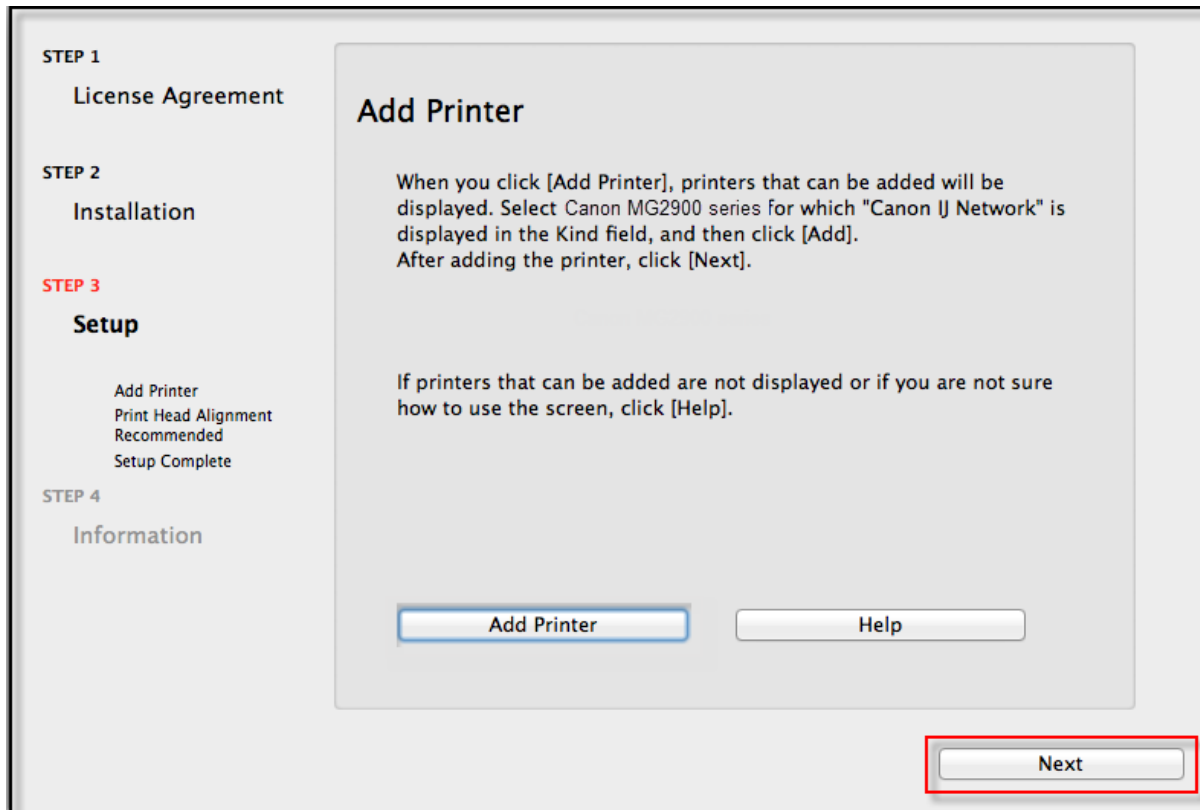 STEP 1
License Agreement
STEP 2
Installation
STEP 3
Setup
Add Printer
Print Head Alignment
Recommended
Setup Complete
STEP 4
Information
Add Printer
When you click [Add Printer], printers that can be added will be
displayed. Select Canon MG2900 series for which "Canon IJ Network" is
displayed in the Kind field, and then click [Add].
After adding the printer, click [Next].
If printers that can be added are not displayed or if you are not sure
how to use the screen, click [Help].
Add Printer
Help
Next